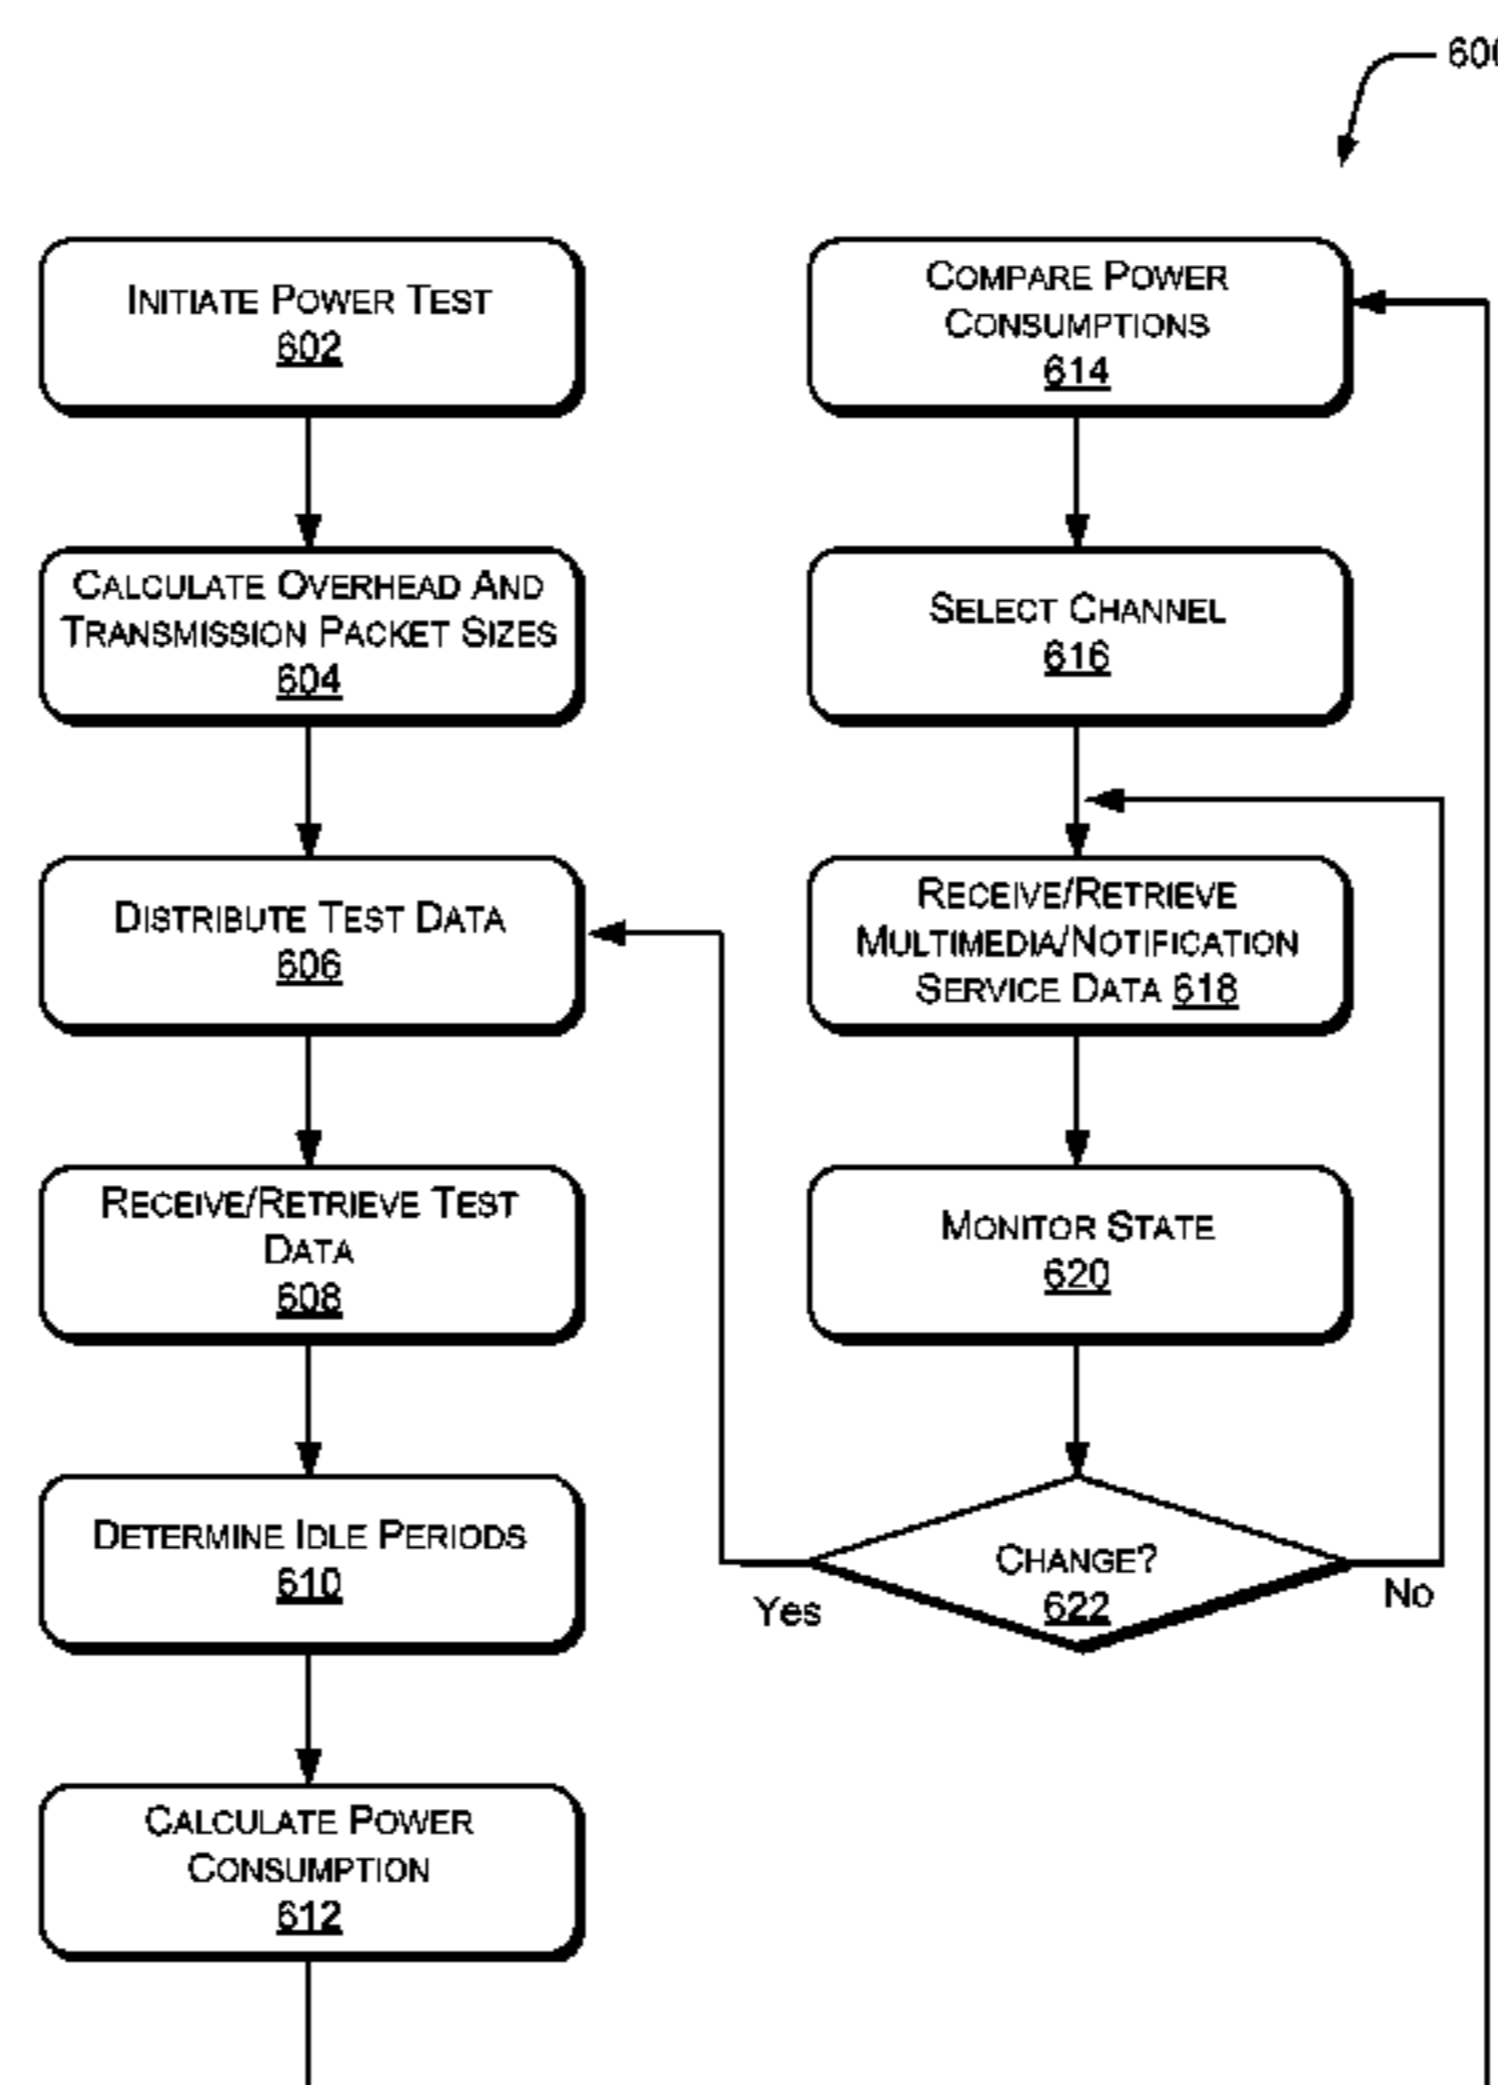 600
INITIATE POWER TEST
602
CALCULATE OVERHEAD AND
TRANSMISSION PACKET SIZES
604
DISTRIBUTE TEST DATA
606
RECEIVE/RETRIEVE TEST
DATA
608
DETERMINE IDLE PERIODS
610
CALCULATE POWER
CONSUMPTION
612
COMPARE POWER
CONSUMPTIONS
614
SELECT CHANNEL
616
RECEIVE/RETRIEVE
MULTIMEDIA/NOTIFICATION
SERVICE DATA 618
MONITOR STATE
620
CHANGE?
622
Yes
No